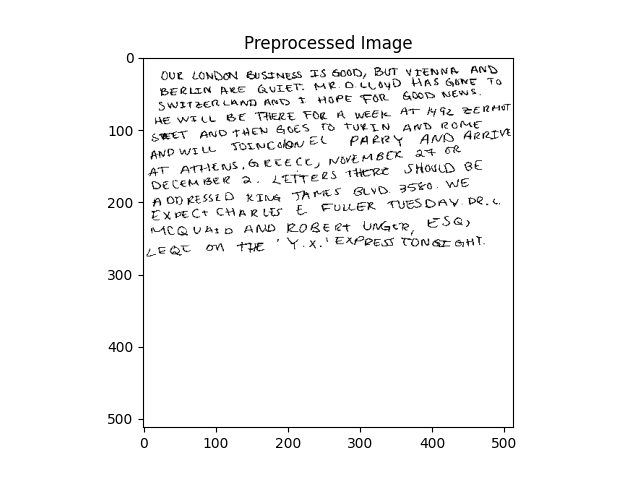 Preprocessed Image
OUR LONDON BUSINESS IS GOOD, BUT VIENNA AND
BERLIN ARE QUIET. MR. D. LLOYD HAS GONE TO
SWITZERLAND AND I HOPE FOR GOOD NEWS.
HE WILL BE THERE FOR A WEEK AT 1492 ZERMOT
STREET AND THEN GOES TO TURIN AND ROME
AND WILL JOIN COLONEL PARRY AND ARRIVE
AT ATHENS, GREECE, NOVEMBER 27 OR
DECEMBER 2. LETTERS THERE SHOULD BE
ADDRESSED KING JAMES BLVD. 3580. WE
EXPECT CHARLES E FULLER TUESDAY. DR. L.
MCQUAID AND ROBERT UNGER, ESQ,
ON THE 'Y.X.' EXPRESS TONGIGHT.
0
100
200
300
400
500
0
100
200
300
400
500